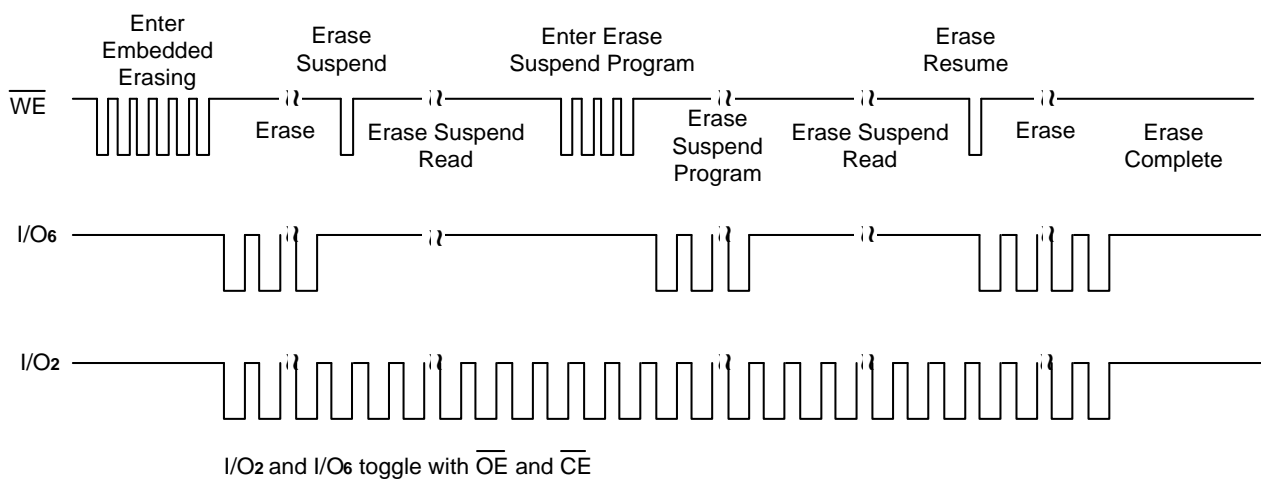 Enter
Embedded
Erasing
Erase
Suspend
Enter Erase
Suspend Program
Erase
Resume
WE
Erase
Erase Suspend
Read
Erase
Suspend
Program
Erase Suspend
Read
Erase
Erase
Complete
I/O6
I/O2
I/O2 and I/O6 toggle with OE and CE